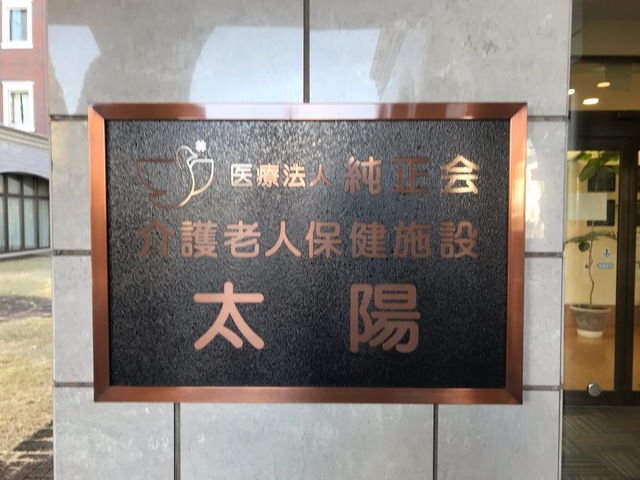 医療法人 純正会
介護老人保健施設
太陽